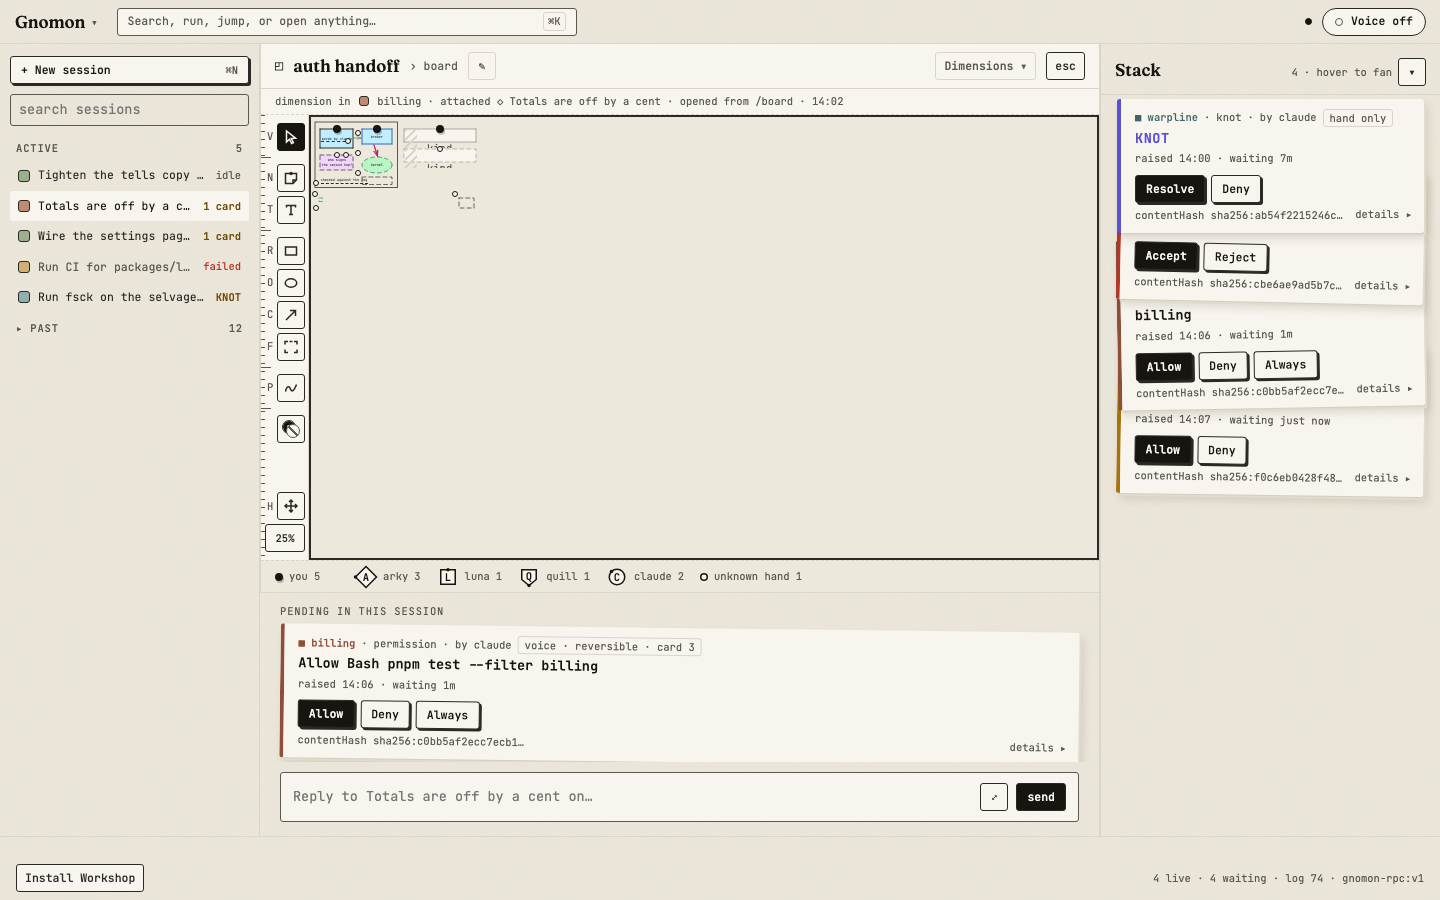 Gnomon ▾
Search, run, jump, or open anything…
⌘K
Voice off
+ New session ⌘N
search sessions
ACTIVE 5
Tighten the tells copy … idle
Totals are off by a c… 1 card
Wire the settings pag… 1 card
Run CI for packages/l… failed
Run fsck on the selvage… KNOT
▸ PAST 12
auth handoff › board ✎
Dimensions ▾
esc
dimension in billing · attached ◇ Totals are off by a cent · opened from /board · 14:02
V
N
T
R
O
C
F
P
H
25%
kernel
kind
kind
you 5
A arky 3
L luna 1
Q quill 1
C claude 2
unknown hand 1
PENDING IN THIS SESSION
■ billing · permission · by claude voice · reversible · card 3
Allow Bash pnpm test --filter billing
raised 14:06 · waiting 1m
Allow Deny Always
contentHash sha256:c0bb5af2ecc7ecb1…
details ▸
Reply to Totals are off by a cent on…
send
Stack
4 · hover to fan ▾
■ warpline · knot · by claude hand only
KNOT
raised 14:00 · waiting 7m
Resolve Deny
contentHash sha256:ab54f2215246c… details ▸
Accept Reject
contentHash sha256:cbe6ae9ad5b7c… details ▸
billing
raised 14:06 · waiting 1m
Allow Deny Always
contentHash sha256:c0bb5af2ecc7e… details ▸
raised 14:07 · waiting just now
Allow Deny
contentHash sha256:f0c6eb0428f48… details ▸
Install Workshop
4 live · 4 waiting · log 74 · gnomon-rpc:v1